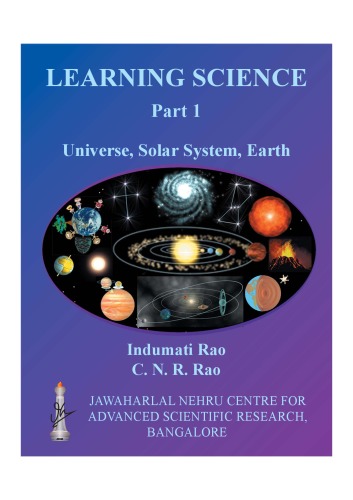 LEARNING SCIENCE
Part 1
Universe, Solar System, Earth
Indumati Rao
C. N. R. Rao
JAWAHARLAL NEHRU CENTRE FOR
ADVANCED SCIENTIFIC RESEARCH,
BANGALORE